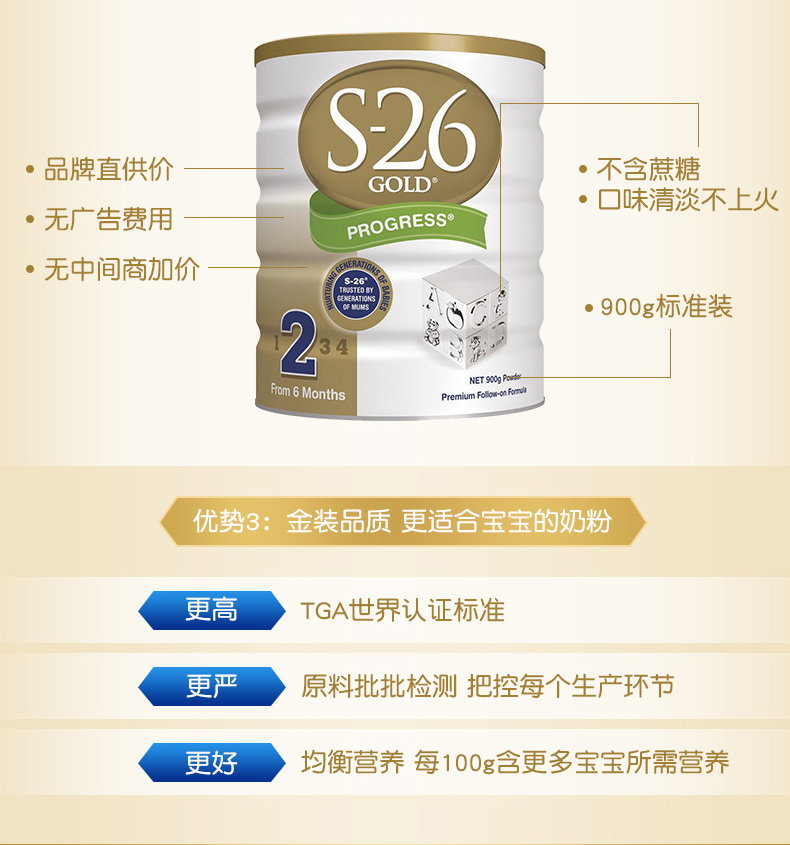 S-26
GOLD®
PROGRESS®
NURTURING GENERATIONS OF BABIES
S-26®
TRUSTED BY
GENERATIONS
OF MUMS
1 2 3 4
From 6 Months
NET 900g Powder
Premium Follow-on Formula
• 品牌直供价
• 无广告费用
• 无中间商加价
• 不含蔗糖
• 口味清淡不上火
• 900g标准装
优势3：金装品质 更适合宝宝的奶粉
更高 TGA世界认证标准
更严 原料批批检测 把控每个生产环节
更好 均衡营养 每100g含更多宝宝所需营养